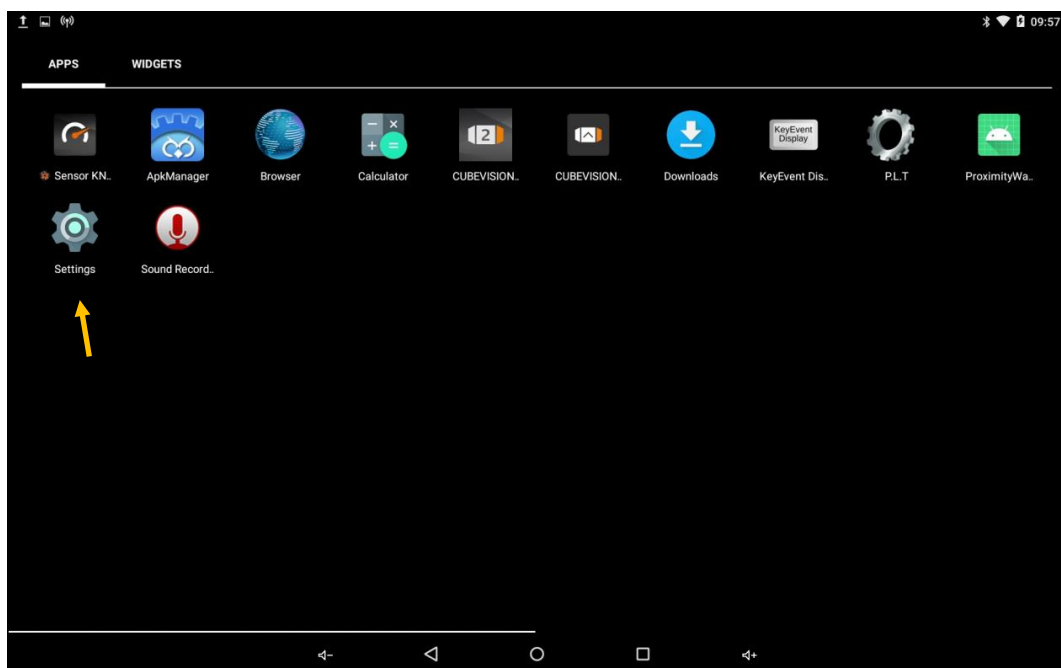 09:57
APPS WIDGETS
KeyEvent
Display
2
Sensor KN.. ApkManager Browser Calculator CUBEVISION.. CUBEVISION.. Downloads KeyEvent Dis.. P.L.T ProximityWa..
Settings Sound Record..